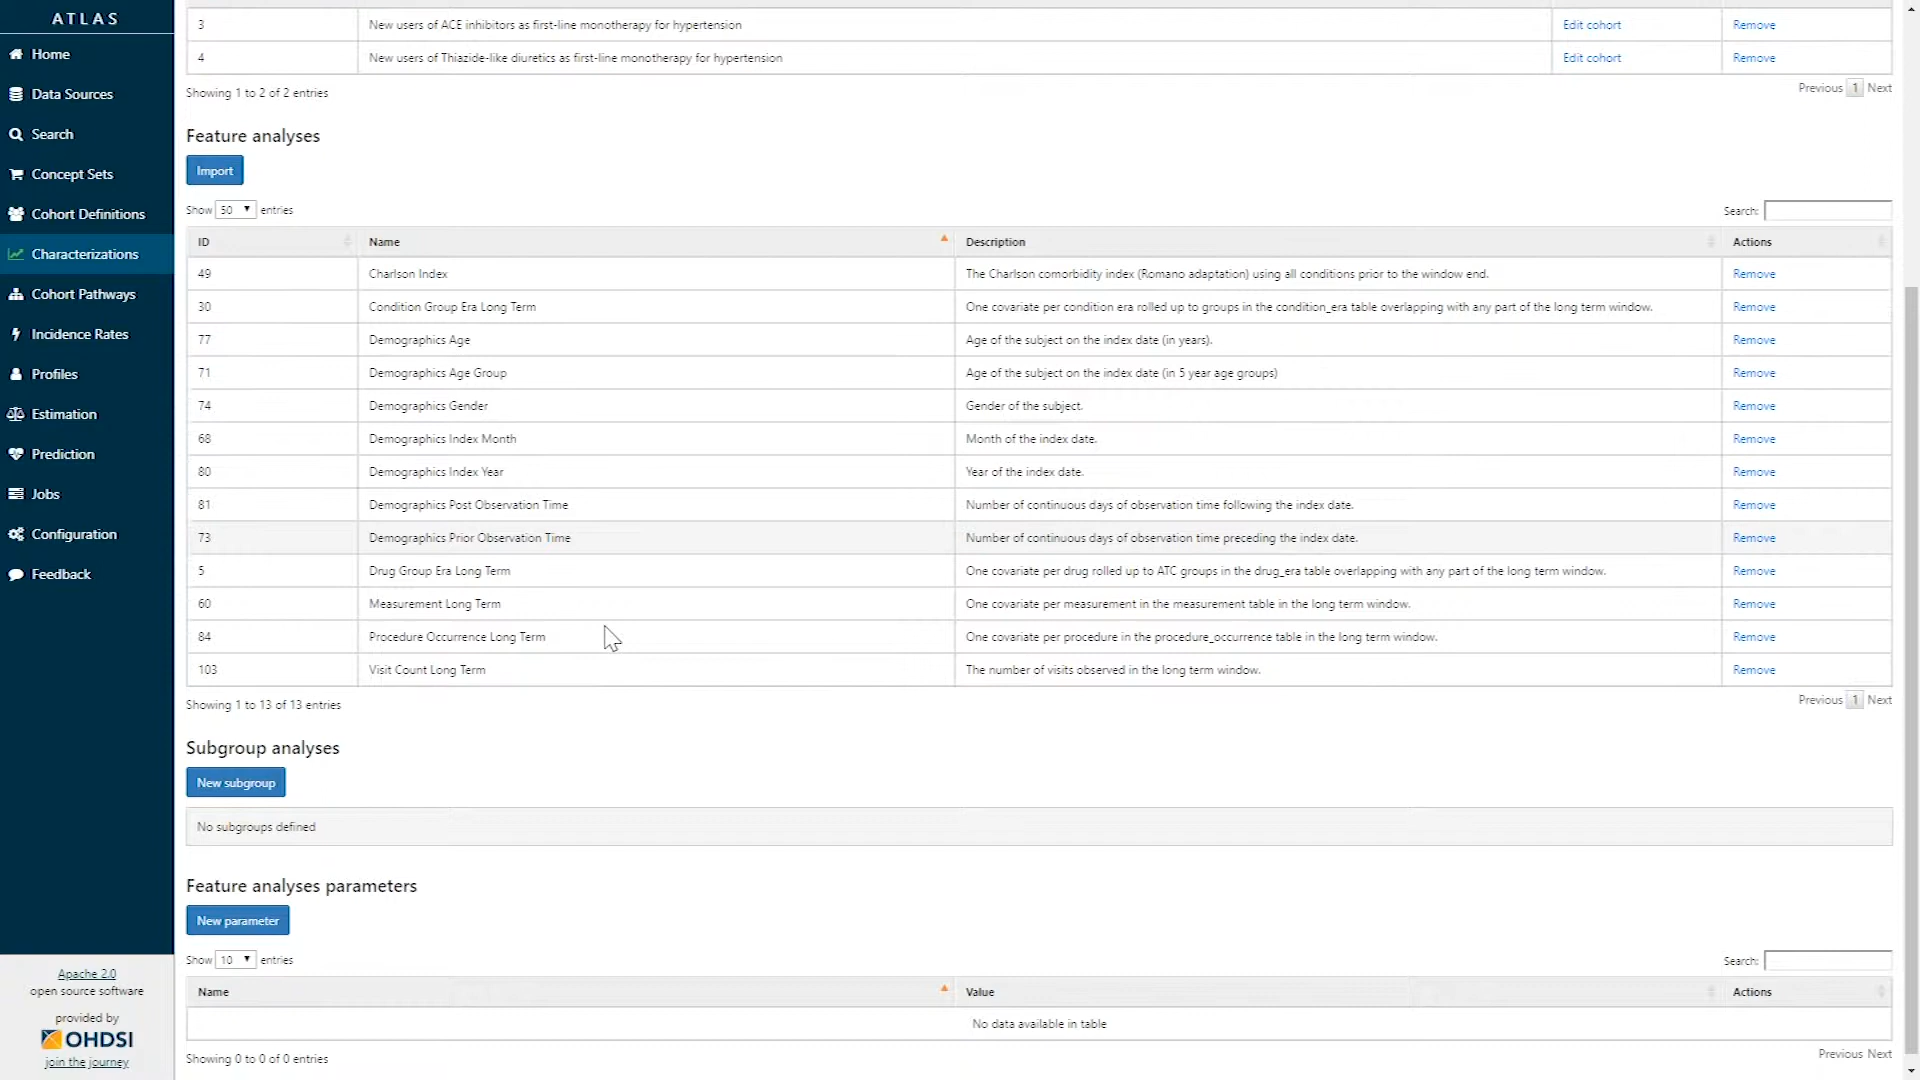 ATLAS
Home
Data Sources
Search
Concept Sets
Cohort Definitions
Characterizations
Cohort Pathways
Incidence Rates
Profiles
Estimation
Prediction
Jobs
Configuration
Feedback
Apache 2.0
open source software
provided by
OHDSI
join the journey
3 New users of ACE inhibitors as first-line monotherapy for hypertension Edit cohort Remove
4 New users of Thiazide-like diuretics as first-line monotherapy for hypertension Edit cohort Remove
Showing 1 to 2 of 2 entries Previous 1 Next
Feature analyses
Import
Show 50 entries Search:
ID Name Description Actions
49 Charlson Index The Charlson comorbidity index (Romano adaptation) using all conditions prior to the window end. Remove
30 Condition Group Era Long Term One covariate per condition era rolled up to groups in the condition_era table overlapping with any part of the long term window. Remove
77 Demographics Age Age of the subject on the index date (in years). Remove
71 Demographics Age Group Age of the subject on the index date (in 5 year age groups) Remove
74 Demographics Gender Gender of the subject. Remove
68 Demographics Index Month Month of the index date. Remove
80 Demographics Index Year Year of the index date. Remove
81 Demographics Post Observation Time Number of continuous days of observation time following the index date. Remove
73 Demographics Prior Observation Time Number of continuous days of observation time preceding the index date. Remove
5 Drug Group Era Long Term One covariate per drug rolled up to ATC groups in the drug_era table overlapping with any part of the long term window. Remove
60 Measurement Long Term One covariate per measurement in the measurement table in the long term window. Remove
84 Procedure Occurrence Long Term One covariate per procedure in the procedure_occurrence table in the long term window. Remove
103 Visit Count Long Term The number of visits observed in the long term window. Remove
Showing 1 to 13 of 13 entries Previous 1 Next
Subgroup analyses
New subgroup
No subgroups defined
Feature analyses parameters
New parameter
Show 10 entries Search:
Name Value Actions
No data available in table
Showing 0 to 0 of 0 entries Previous Next